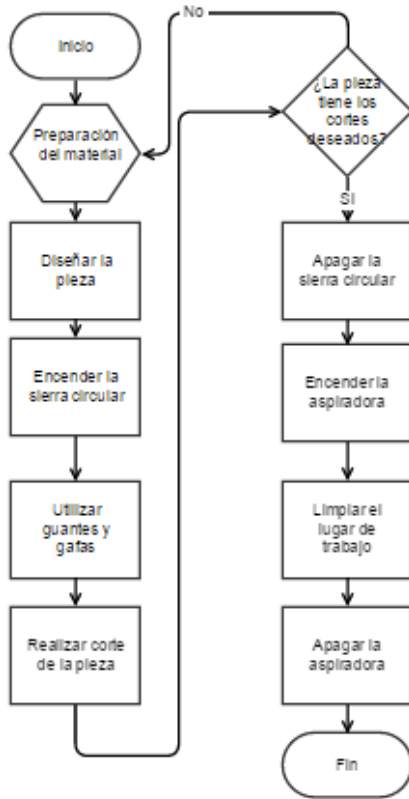 Inicio
Preparación
del material
Diseñar la
pieza
Encender la
sierra circular
Utilizar
guantes y
gafas
Realizar corte
de la pieza
No
¿La pieza
tiene los
cortes
deseados?
Si
Apagar la
sierra circular
Encender la
aspiradora
Limpiar el
lugar de
trabajo
Apagar la
aspiradora
Fin